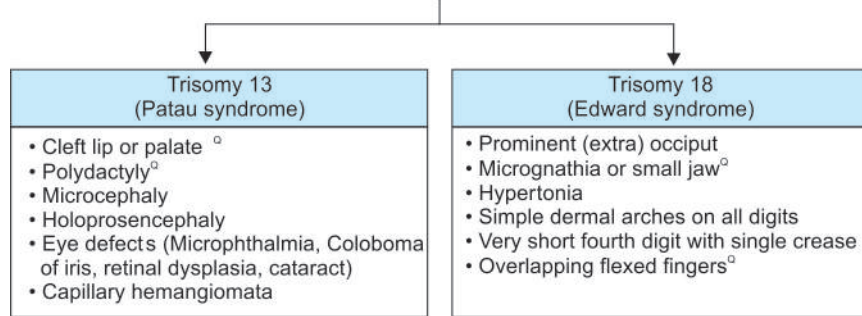 Trisomy 13
(Patau syndrome)
• Cleft lip or palate Q
• PolydactylyQ
• Microcephaly
• Holoprosencephaly
• Eye defects (Microphthalmia, Coloboma
of iris, retinal dysplasia, cataract)
• Capillary hemangiomata
Trisomy 18
(Edward syndrome)
• Prominent (extra) occiput
• Micrognathia or small jawQ
• Hypertonia
• Simple dermal arches on all digits
• Very short fourth digit with single crease
• Overlapping flexed fingersQ